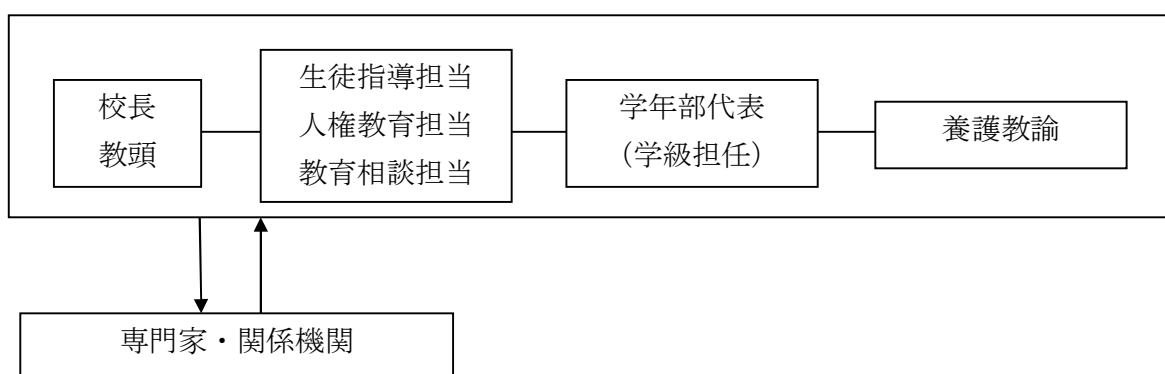 校長
教頭
生徒指導担当
人権教育担当
教育相談担当
学年部代表
(学級担任)
養護教諭
専門家・関係機関